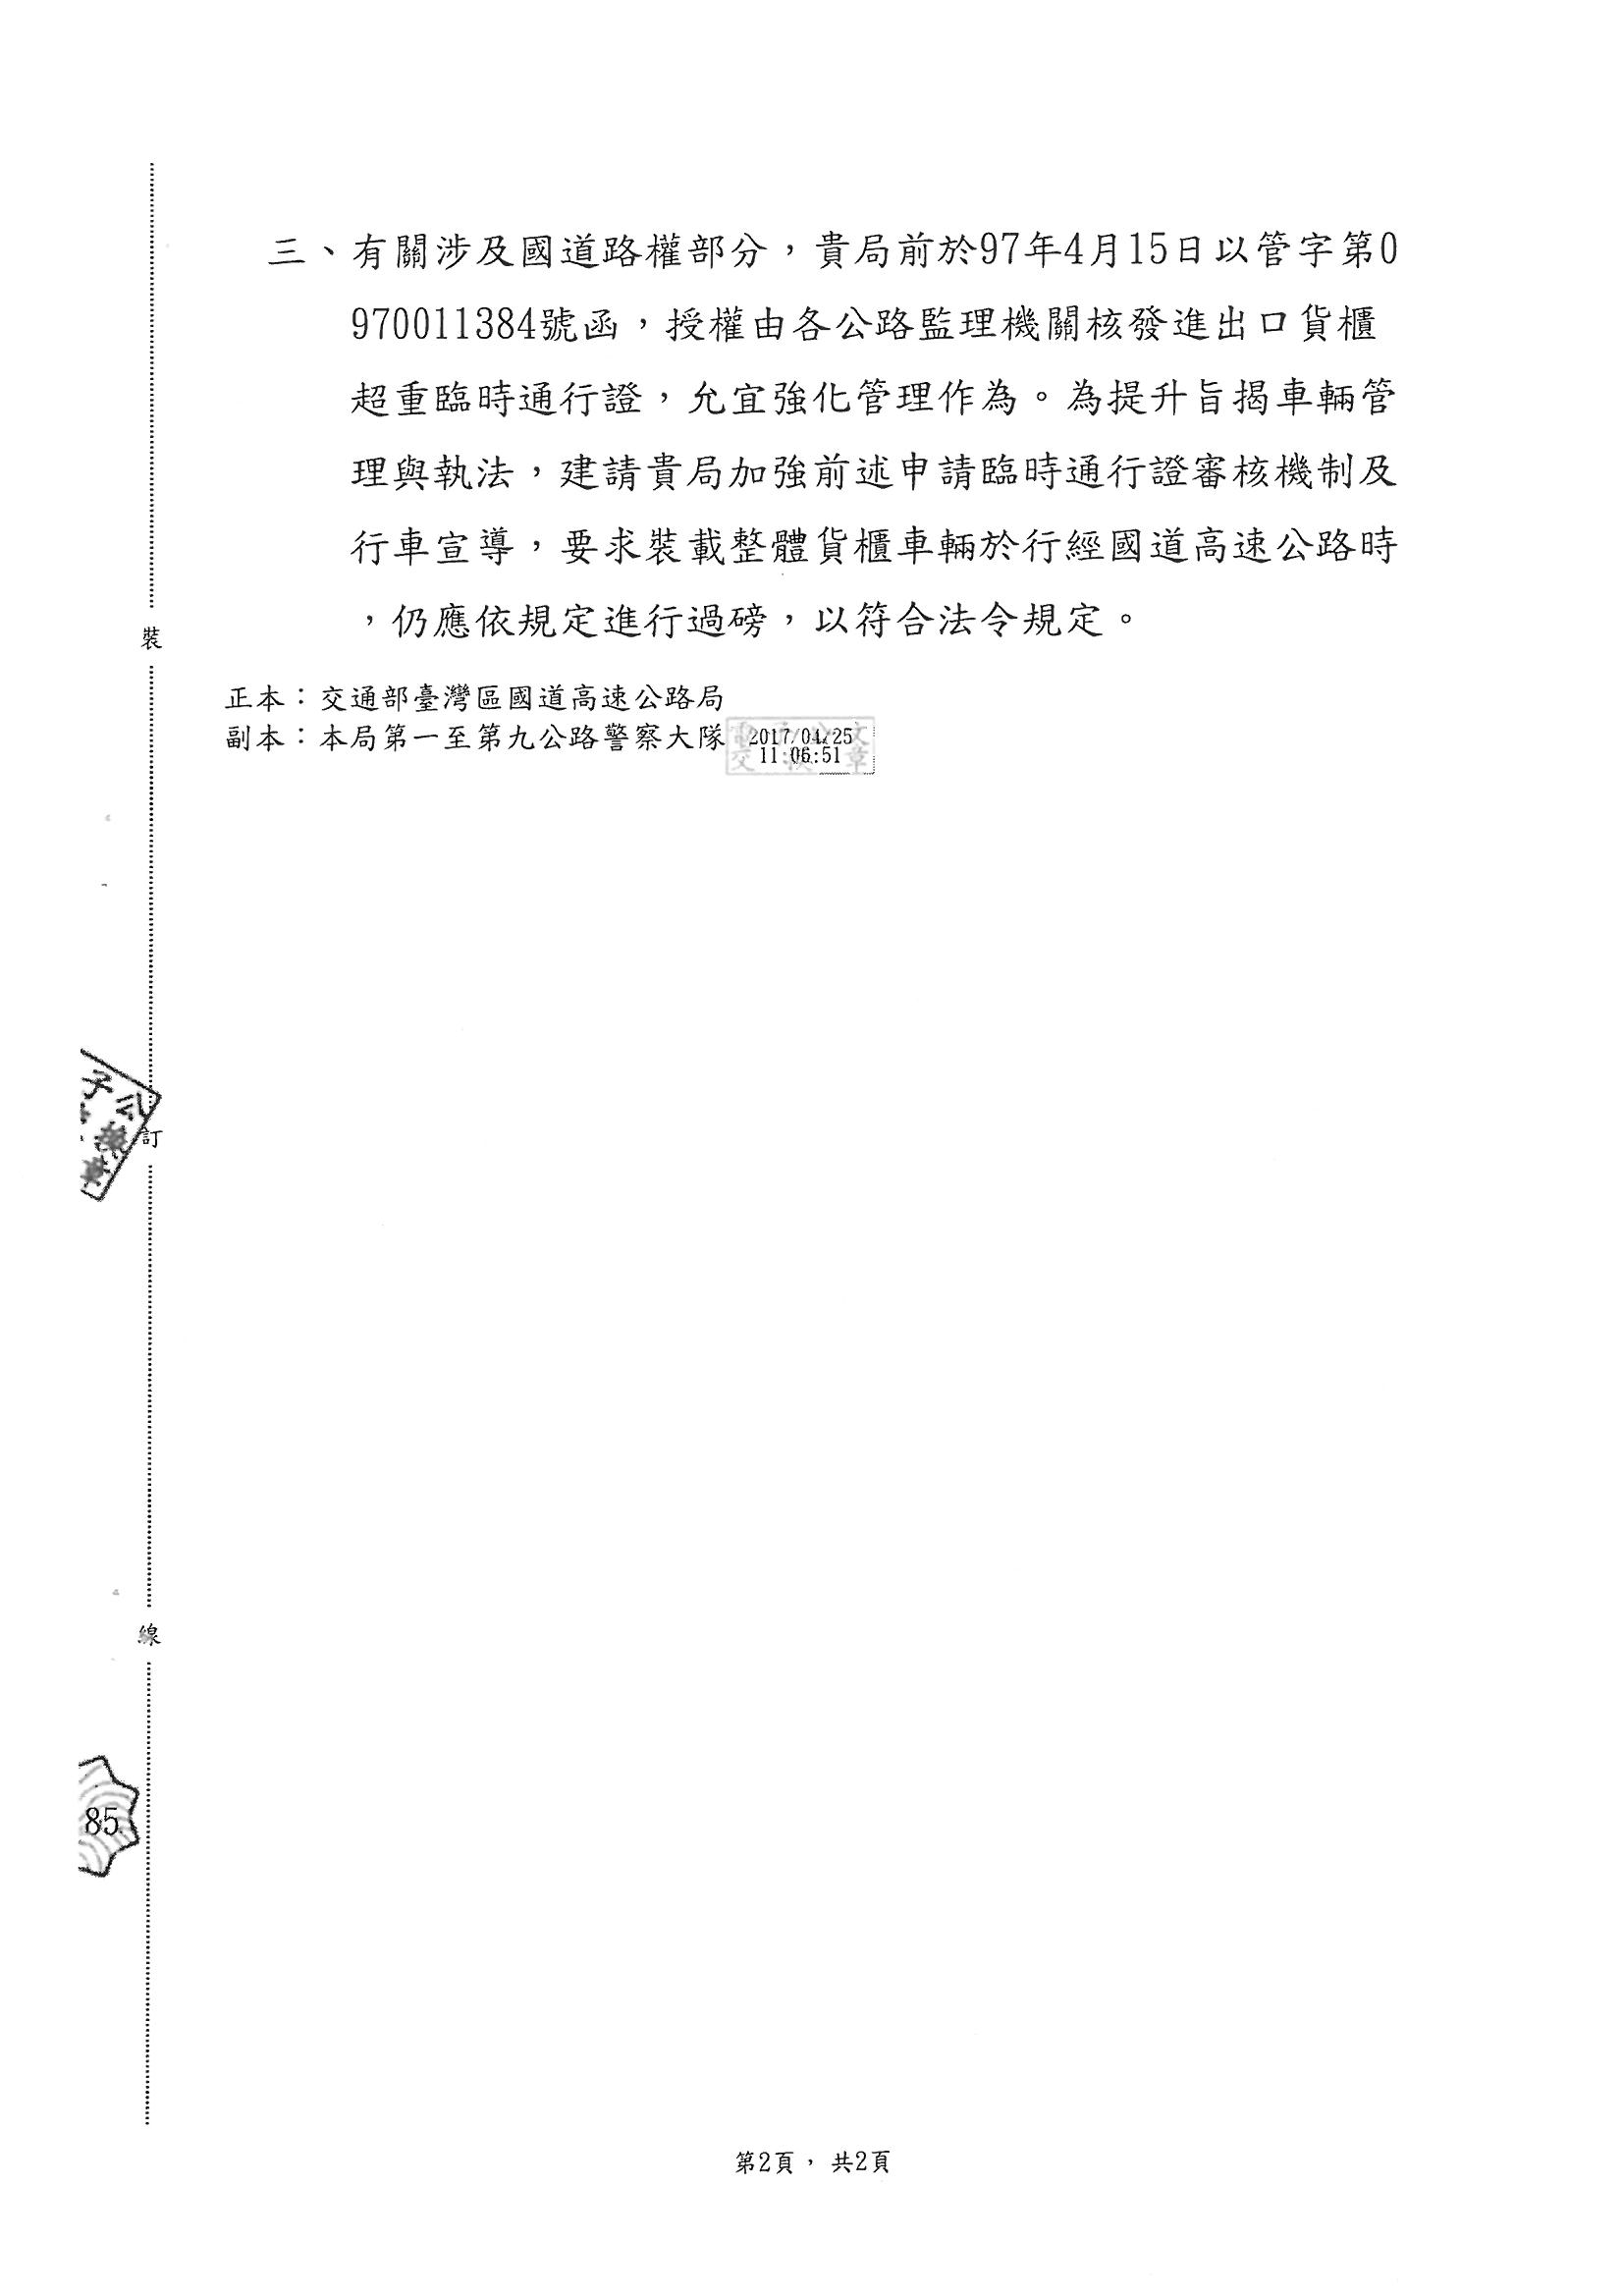 三、有關涉及國道路權部分，貴局前於97年4月15日以管字第0
970011384號函，授權由各公路監理機關核發進出口貨櫃
超重臨時通行證，允宜強化管理作為。為提升旨揭車輛管
理與執法，建請貴局加強前述申請臨時通行證審核機制及
行車宣導，要求裝載整體貨櫃車輛於行經國道高速公路時
，仍應依規定進行過磅，以符合法令規定。
正本：交通部臺灣區國道高速公路局
副本：本局第一至第九公路警察大隊
2017/04/25
11:06:51
裝
訂
線
85
第2頁， 共2頁